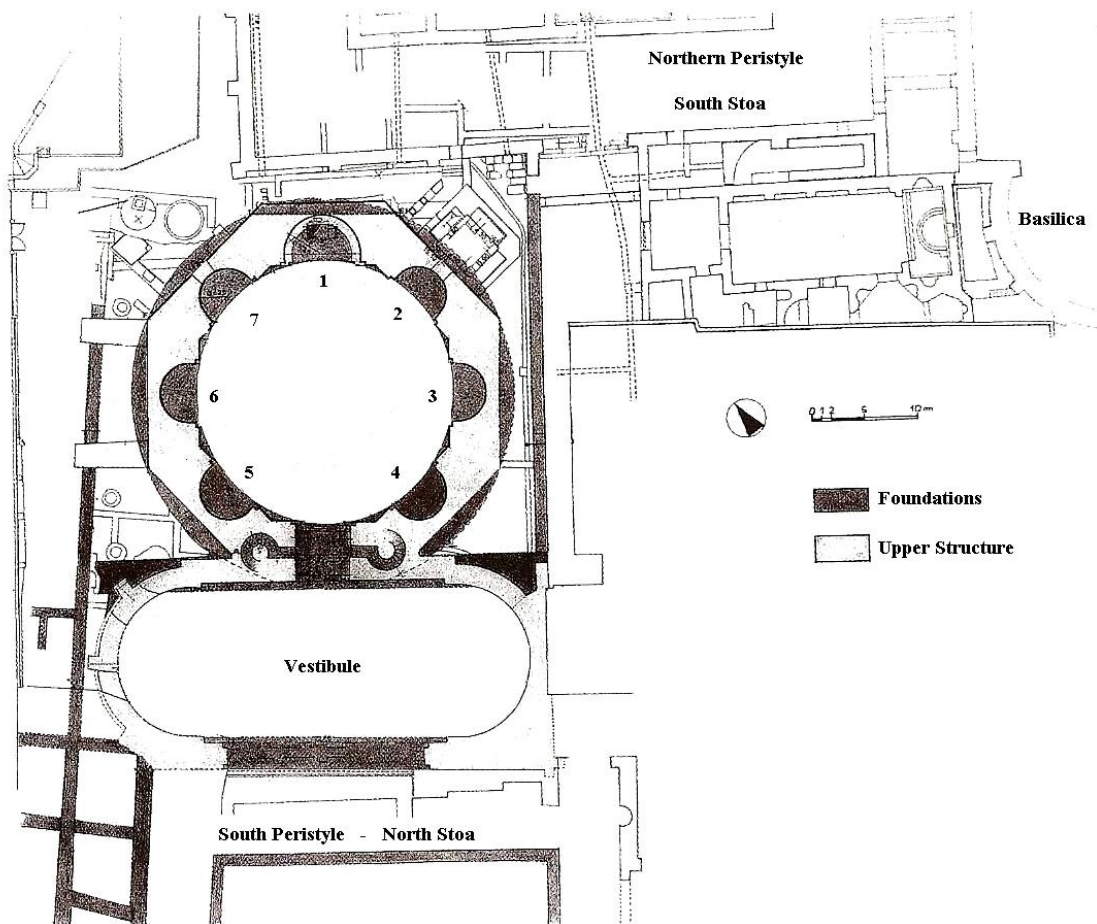 Northern Peristyle
South Stoa
Basilica
1
2
7
6
3
5
4
0 1 2 5 10 m
Foundations
Upper Structure
Vestibule
South Peristyle - North Stoa